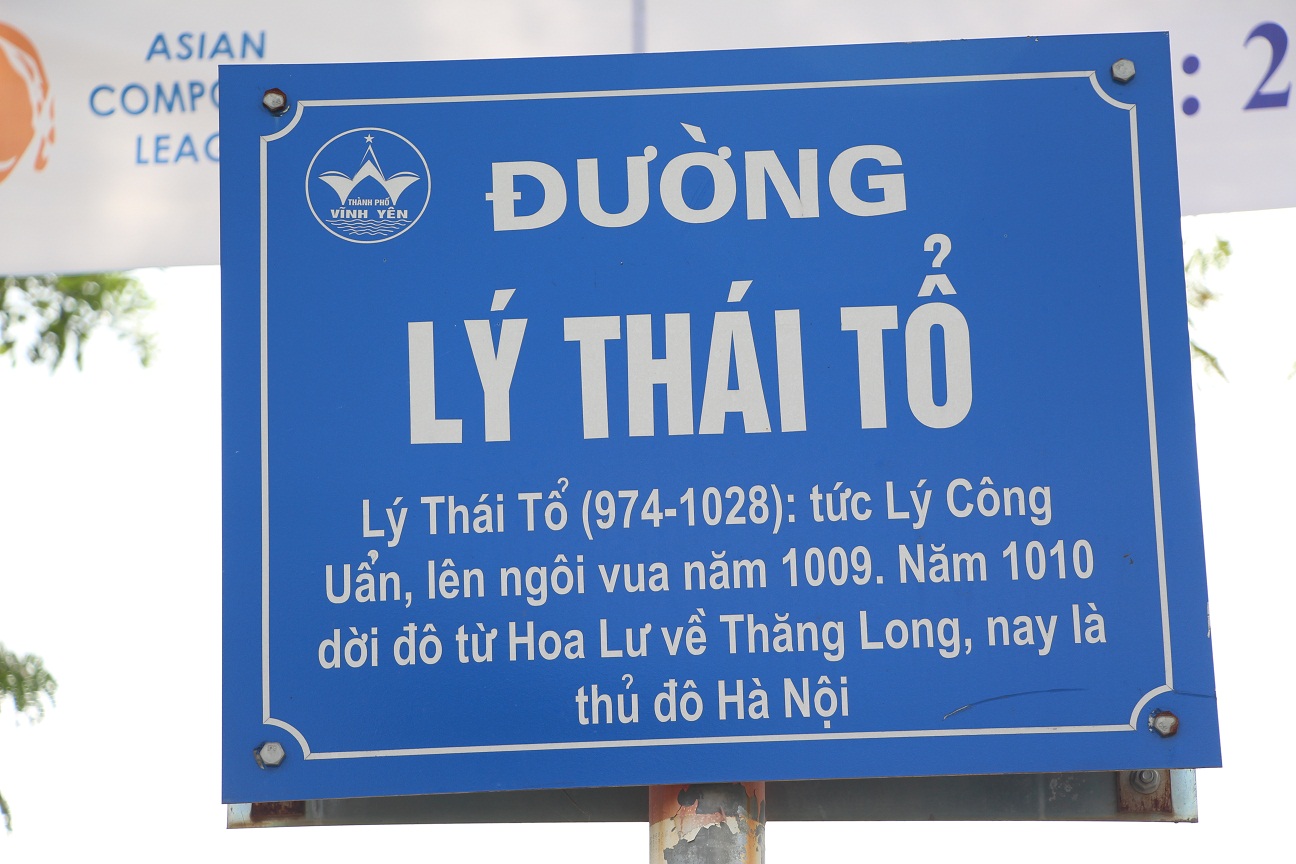 ASIAN
: 2
THÀNH PHỐ
VĨNH YÊN
ĐƯỜNG
LÝ THÁI TỔ
Lý Thái Tổ (974-1028): tức Lý Công
Uẩn, lên ngôi vua năm 1009. Năm 1010
dời đô từ Hoa Lư về Thăng Long, nay là
thủ đô Hà Nội